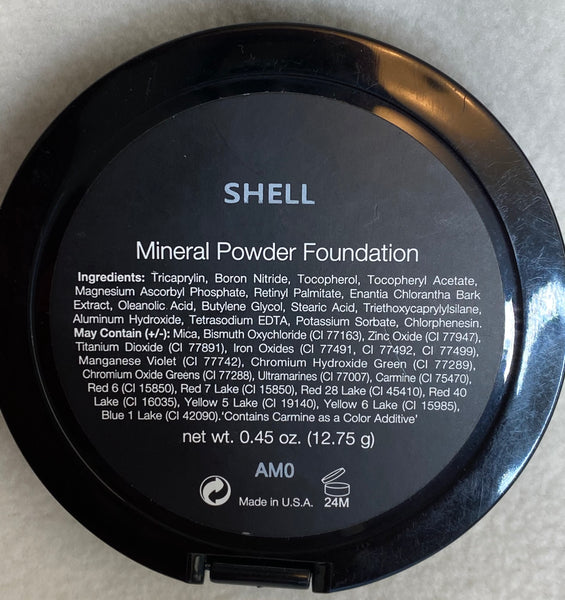 SHELL
Mineral Powder Foundation
Ingredients: Tricaprylin, Boron Nitride, Tocopherol, Tocopheryl Acetate,
Magnesium Ascorbyl Phosphate, Retinyl Palmitate, Enantia Chlorantha Bark
Extract, Oleanolic Acid, Butylene Glycol, Stearic Acid, Triethoxycaprylylsilane,
Aluminum Hydroxide, Tetrasodium EDTA, Potassium Sorbate, Chlorphenesin.
May Contain (+/-): Mica, Bismuth Oxychloride (CI 77163), Zinc Oxide (CI 77947),
Titanium Dioxide (CI 77891), Iron Oxides (CI 77491, CI 77492, CI 77499),
Manganese Violet (CI 77742), Chromium Hydroxide Green (CI 77289),
Chromium Oxide Greens (CI 77288), Ultramarines (CI 77007), Carmine (CI 75470),
Red 6 (CI 15850), Red 7 Lake (CI 15850), Red 28 Lake (CI 45410), Red 40
Lake (CI 16035), Yellow 5 Lake (CI 19140), Yellow 6 Lake (CI 15985),
Blue 1 Lake (CI 42090).'Contains Carmine as a Color Additive'
net wt. 0.45 oz. (12.75 g)
AM0
Made in U.S.A. 24M